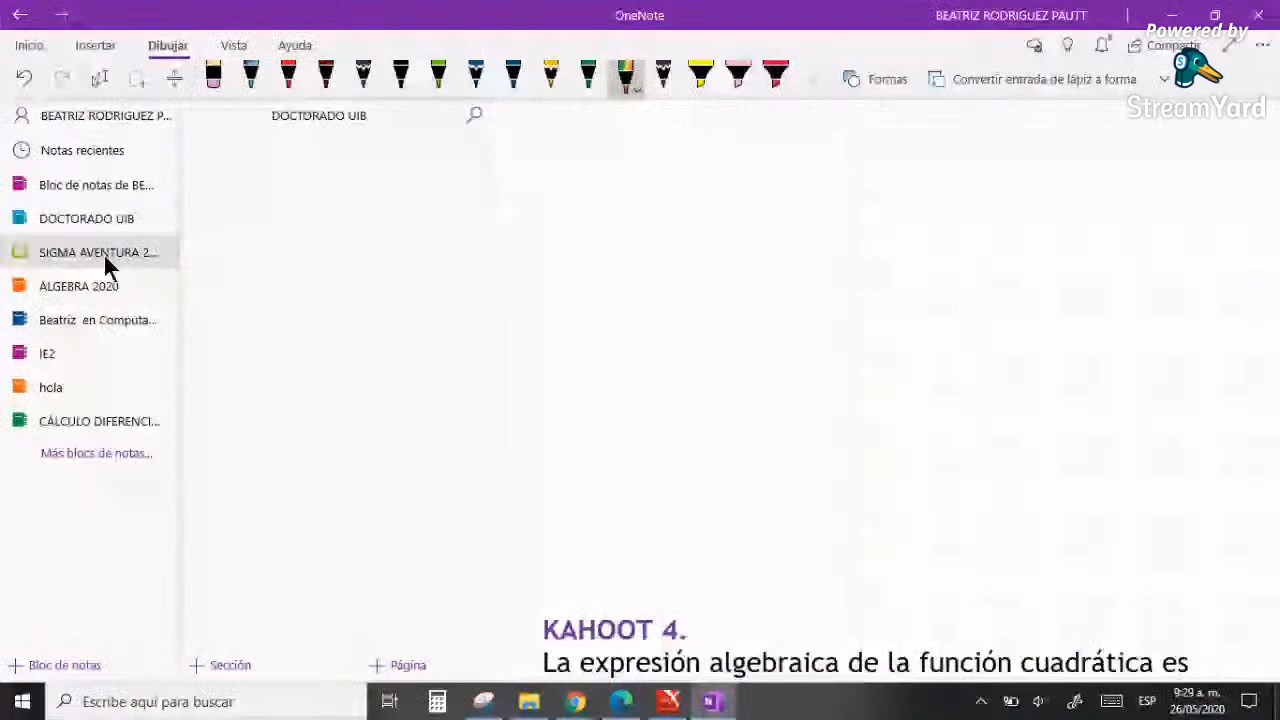 OneNote
BEATRIZ RODRIGUEZ PAUTT
Powered by
StreamYard
Inicio
Insertar
Dibujar
Vista
Ayuda
Compartir
Formas
Convertir entrada de lápiz a forma
BEATRIZ RODRIGUEZ P...
DOCTORADO UIB
Notas recientes
Bloc de notas de BE...
DOCTORADO UIB
SIGMA AVENTURA 2...
ÁLGEBRA 2020
Beatriz en Computa...
IE2
hola
CÁLCULO DIFERENCI...
Más blocs de notas...
KAHOOT 4.
La expresión algebraica de la función cuadrática es
Bloc de notas
Sección
Página
Escribe aquí para buscar
ESP
9:29 a. m.
26/05/2020